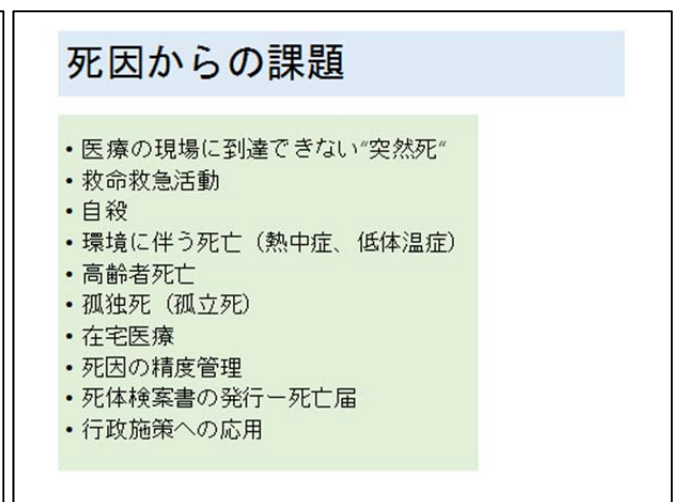 死因からの課題
• 医療の現場に到達できない“突然死”
• 救命救急活動
• 自殺
• 環境に伴う死亡（熱中症、低体温症）
• 高齢者死亡
• 孤独死（孤立死）
• 在宅医療
• 死因の精度管理
• 死体検案書の発行ー死亡届
• 行政施策への応用